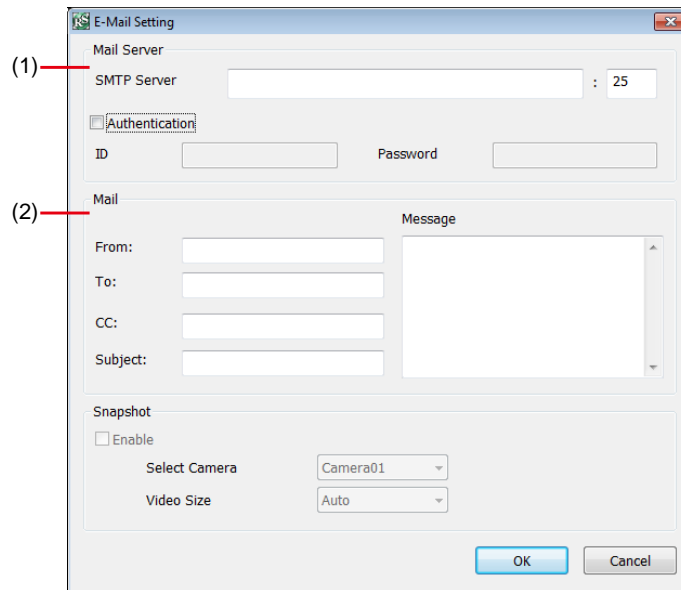 RS E-Mail Setting
(1)
Mail Server
SMTP Server : 25
Authentication
ID Password
(2)
Mail
Message
From:
To:
CC:
Subject:
Snapshot
Enable
Select Camera Camera01
Video Size Auto
OK Cancel